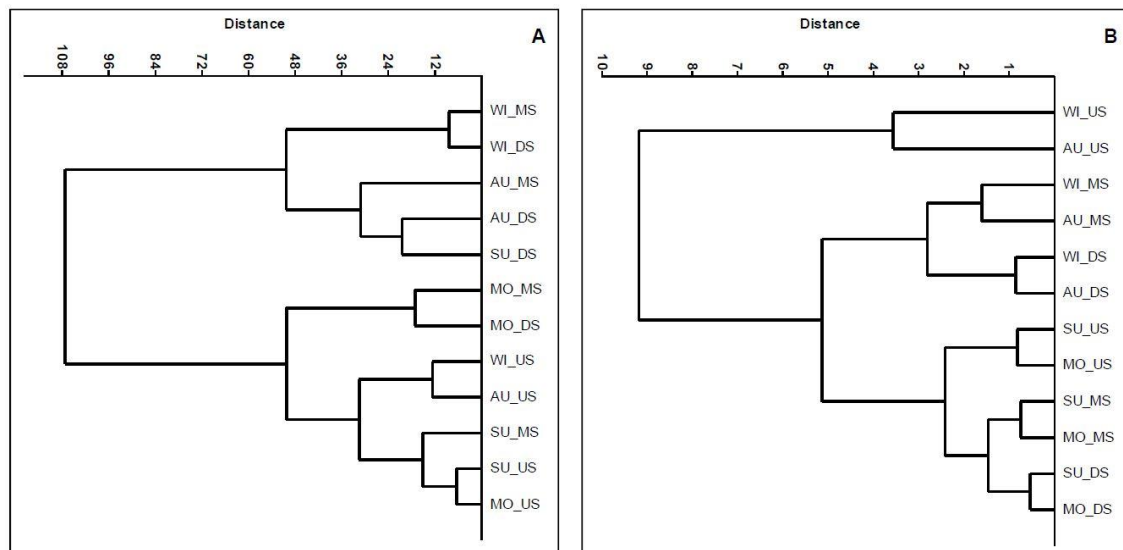 Distance
A
108 96 84 72 60 48 36 24 12
WI_MS
WI_DS
AU_MS
AU_DS
SU_DS
MO_MS
MO_DS
WI_US
AU_US
SU_MS
SU_US
MO_US
Distance
B
10 9 8 7 6 5 4 3 2 1
WI_US
AU_US
WI_MS
AU_MS
WI_DS
AU_DS
SU_US
MO_US
SU_MS
MO_MS
SU_DS
MO_DS